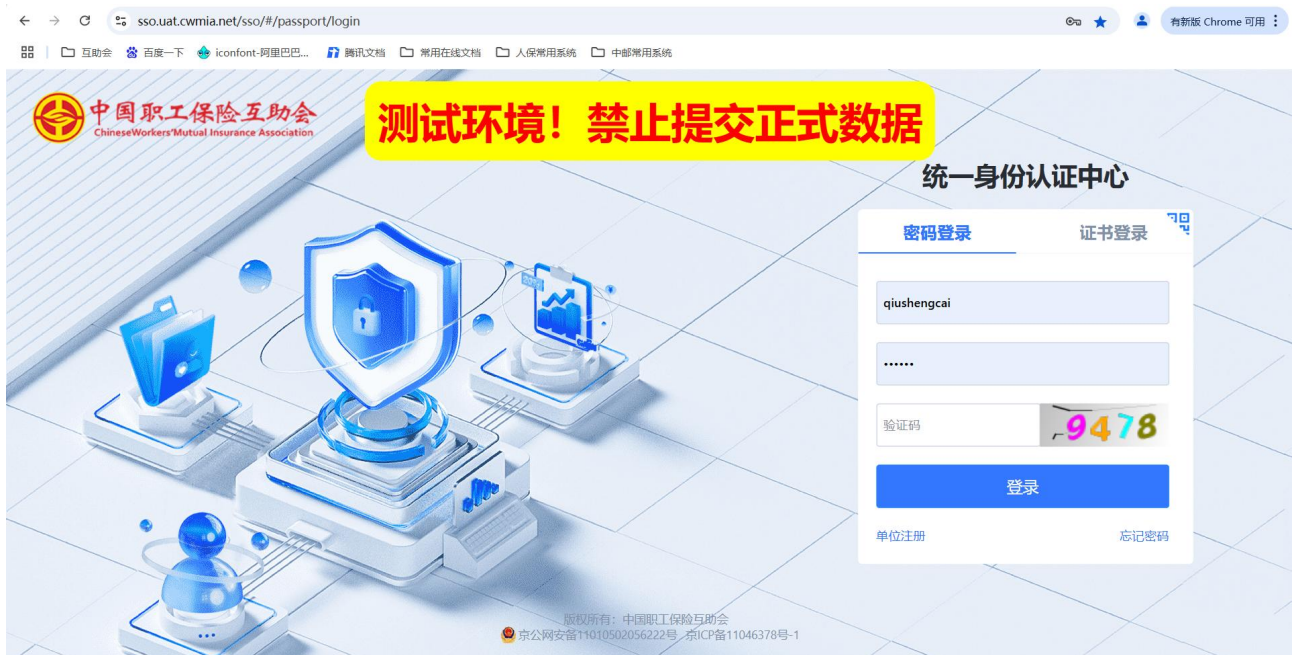 sso.uat.cwmia.net/sso/#/passport/login
有新版 Chrome 可用
互助会 百度一下 iconfont-阿里巴巴... 腾讯文档 常用在线文档 人保常用系统 中邮常用系统
中国职工保险互助会
ChineseWorkers'Mutual Insurance Association
测试环境！禁止提交正式数据
统一身份认证中心
密码登录 证书登录
qiushengcai
••••••
验证码 9478
登录
单位注册 忘记密码
版权所有：中国职工保险互助会
京公网安备11010502056222号 京ICP备11046378号-1